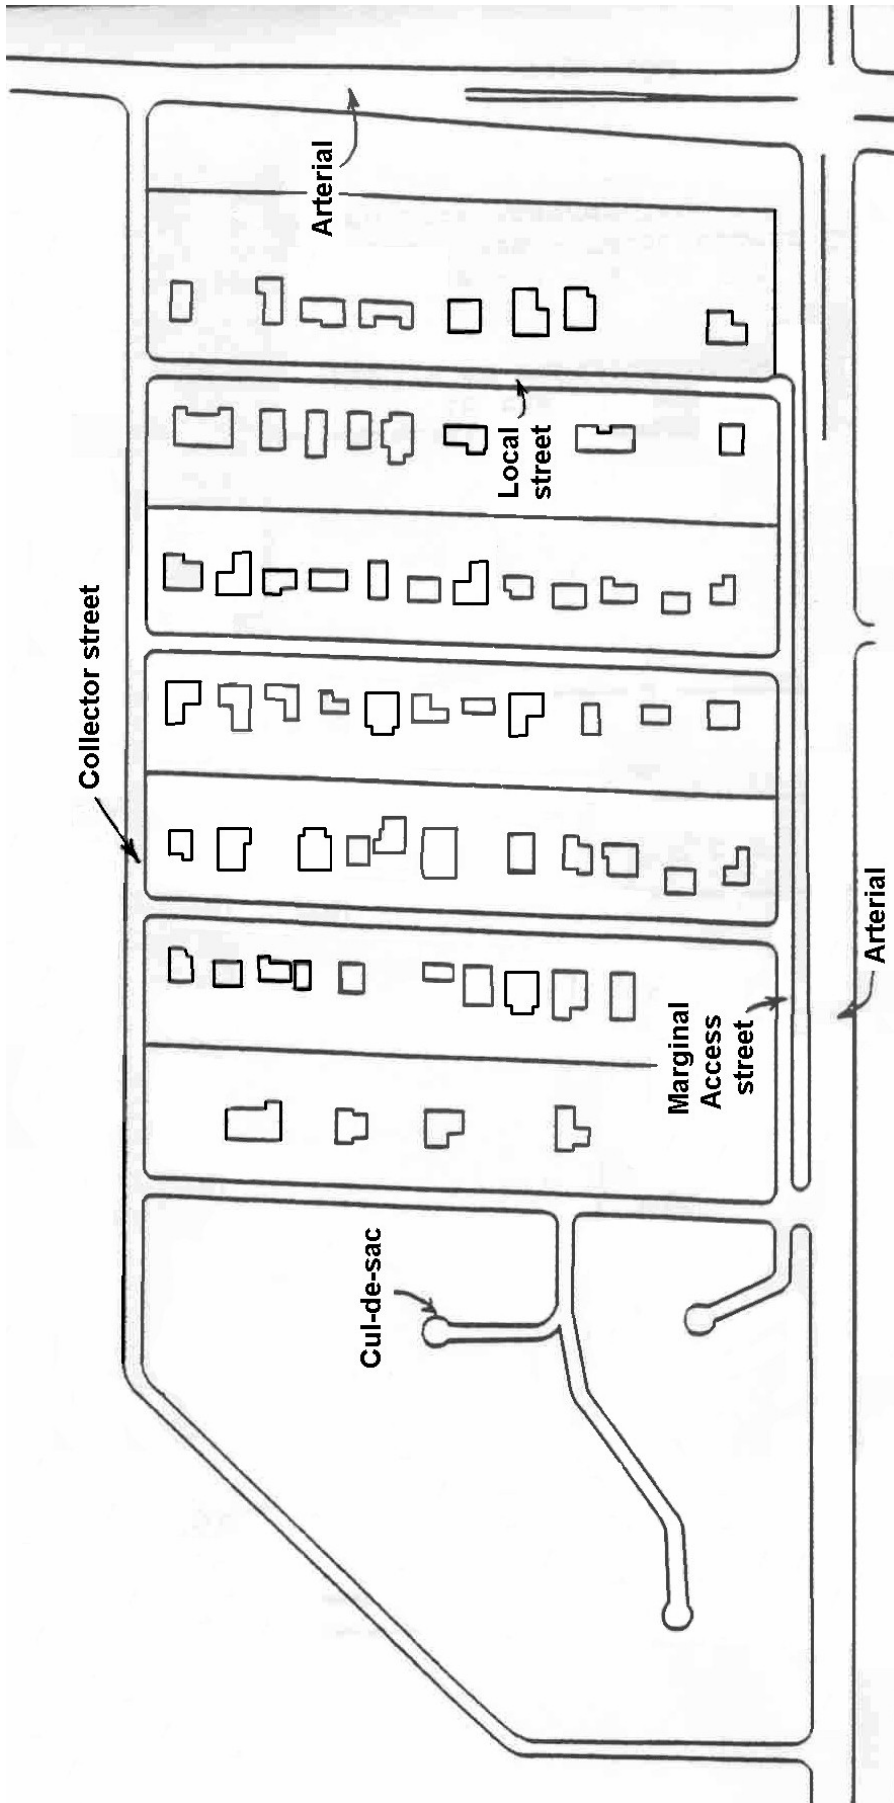 Collector street
Cul-de-sac
Arterial
Local
street
Marginal
Access
street
Arterial